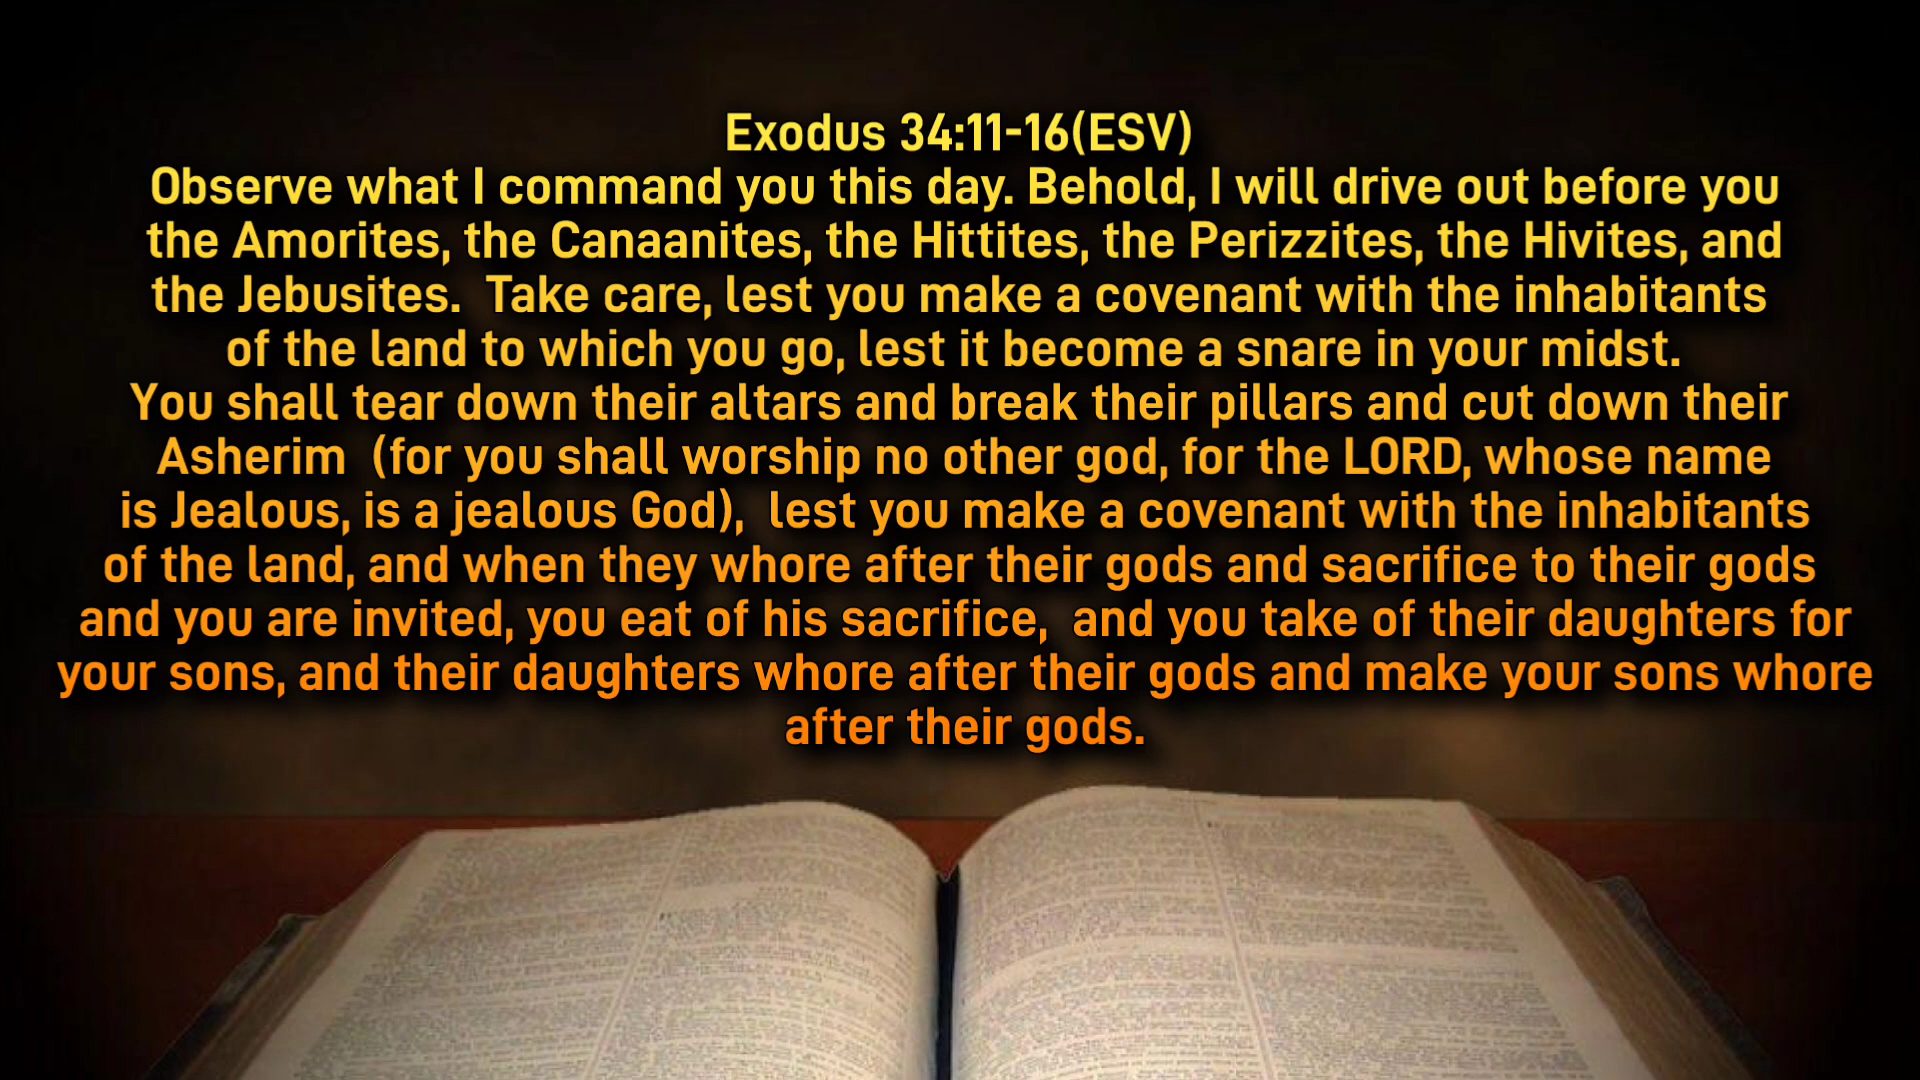 Exodus 34:11-16(ESV)
Observe what I command you this day. Behold, I will drive out before you
the Amorites, the Canaanites, the Hittites, the Perizzites, the Hivites, and
the Jebusites.  Take care, lest you make a covenant with the inhabitants
of the land to which you go, lest it become a snare in your midst.
You shall tear down their altars and break their pillars and cut down their
Asherim  (for you shall worship no other god, for the LORD, whose name
is Jealous, is a jealous God),  lest you make a covenant with the inhabitants
of the land, and when they whore after their gods and sacrifice to their gods
and you are invited, you eat of his sacrifice,  and you take of their daughters for
your sons, and their daughters whore after their gods and make your sons whore
after their gods.